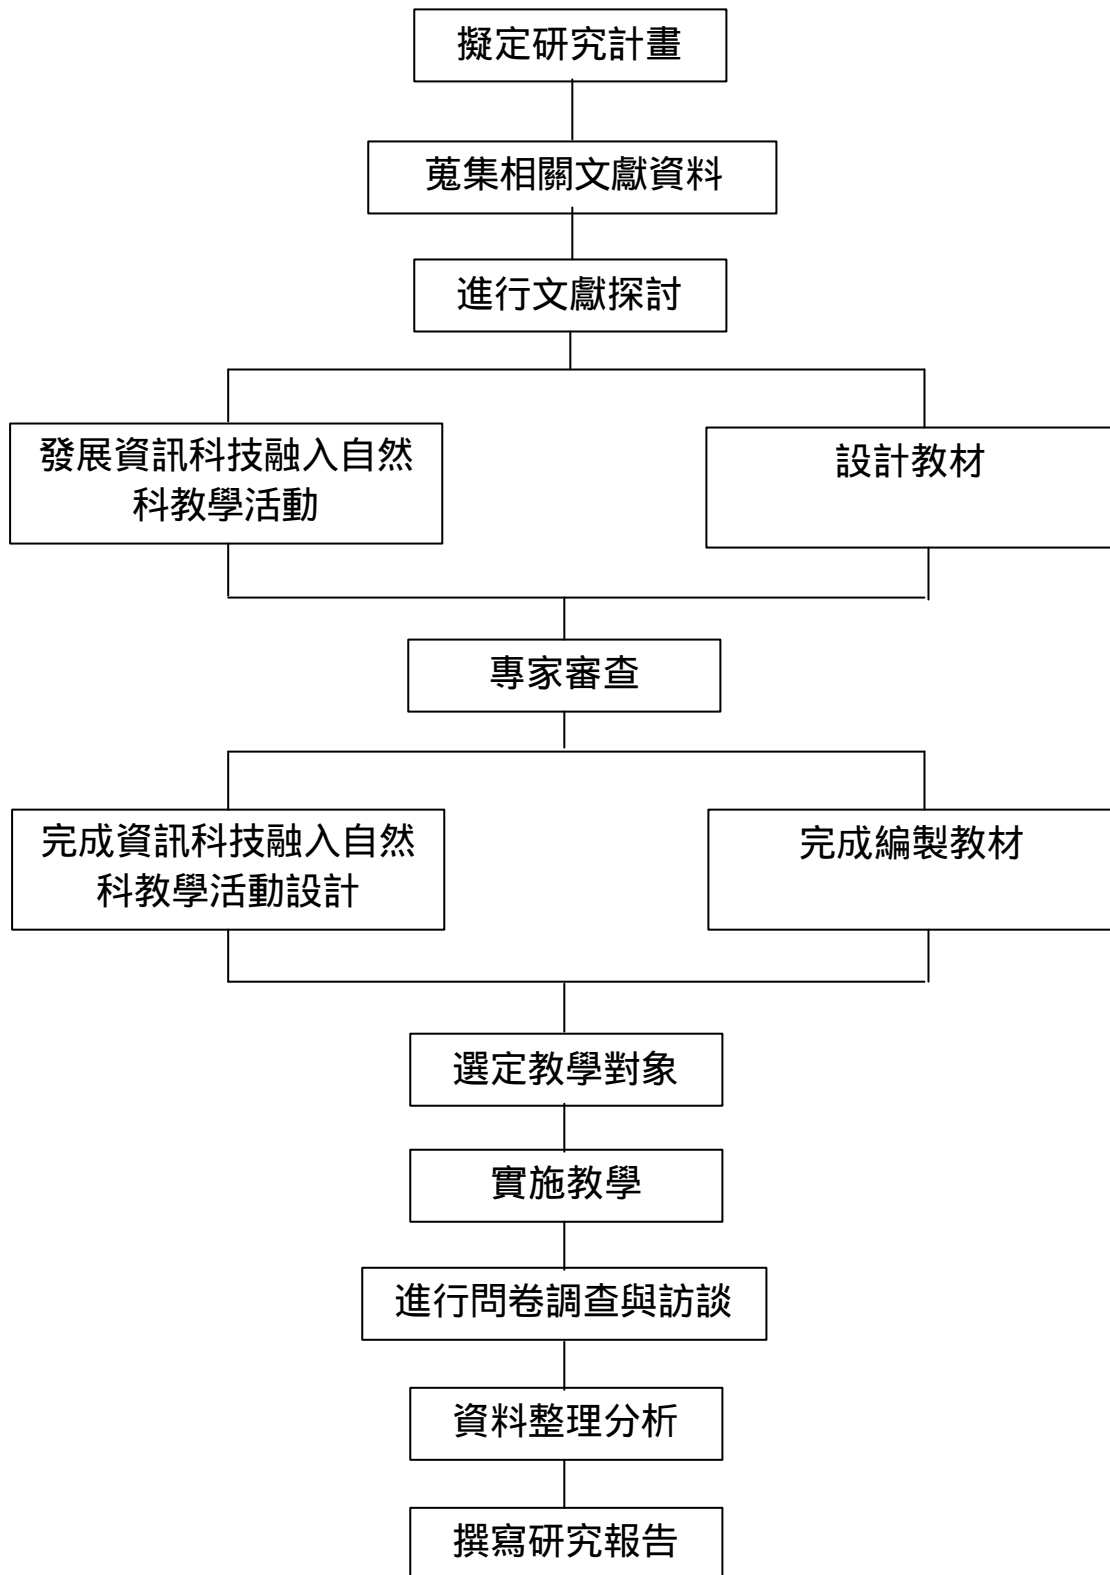 擬定研究計畫
蒐集相關文獻資料
進行文獻探討
發展資訊科技融入自然
科教學活動
設計教材
專家審查
完成資訊科技融入自然
科教學活動設計
完成編製教材
選定教學對象
實施教學
進行問卷調查與訪談
資料整理分析
撰寫研究報告